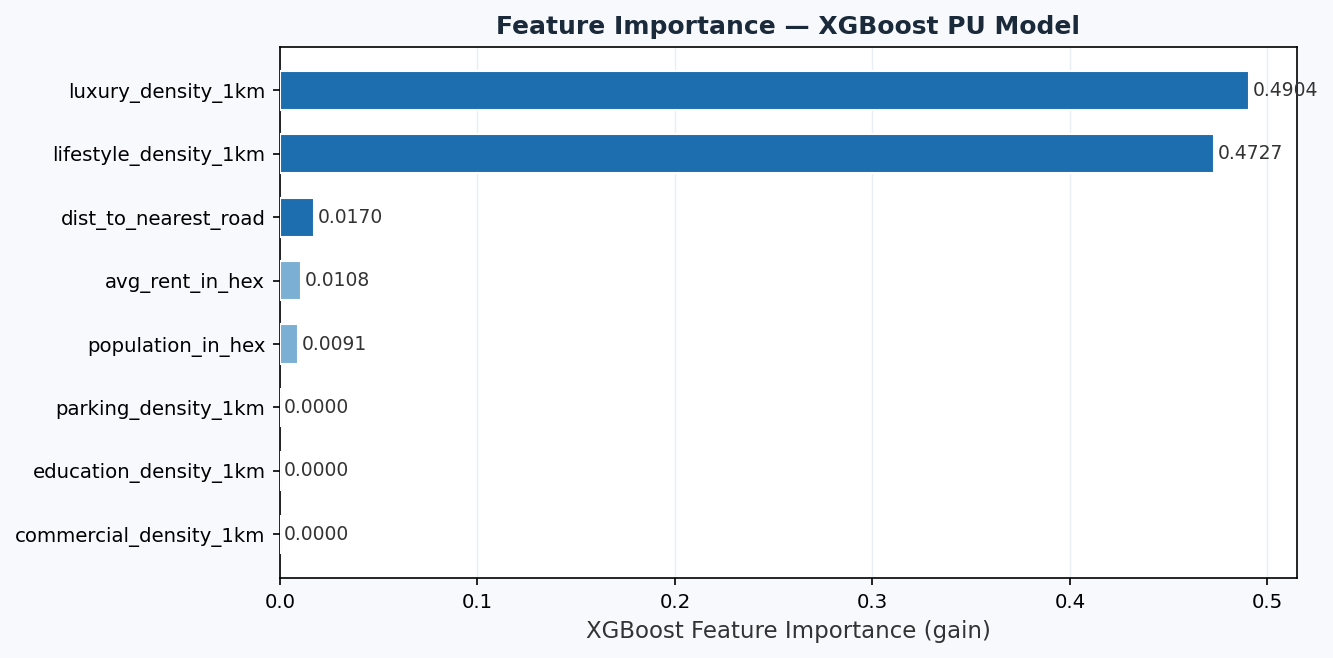 Feature Importance — XGBoost PU Model
luxury_density_1km 0.4904
lifestyle_density_1km 0.4727
dist_to_nearest_road 0.0170
avg_rent_in_hex 0.0108
population_in_hex 0.0091
parking_density_1km 0.0000
education_density_1km 0.0000
commercial_density_1km 0.0000
0.0 0.1 0.2 0.3 0.4 0.5
XGBoost Feature Importance (gain)